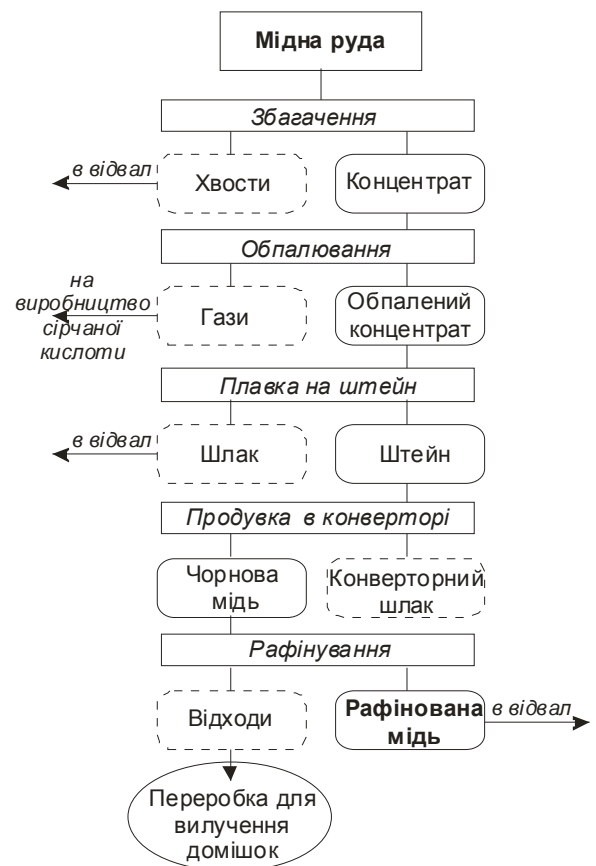 Мідна руда
Збагачення
в відвал
Хвости
Концентрат
Обпалювання
на
виробництво
сірчаної
кислоти
Гази
Обпалений
концентрат
Плавка на штейн
в відвал
Шлак
Штейн
Продувка в конверторі
Чорнова
мідь
Конверторний
шлак
Рафінування
Відходи
Рафінована
мідь
в відвал
Переробка для
вилучення
домішок